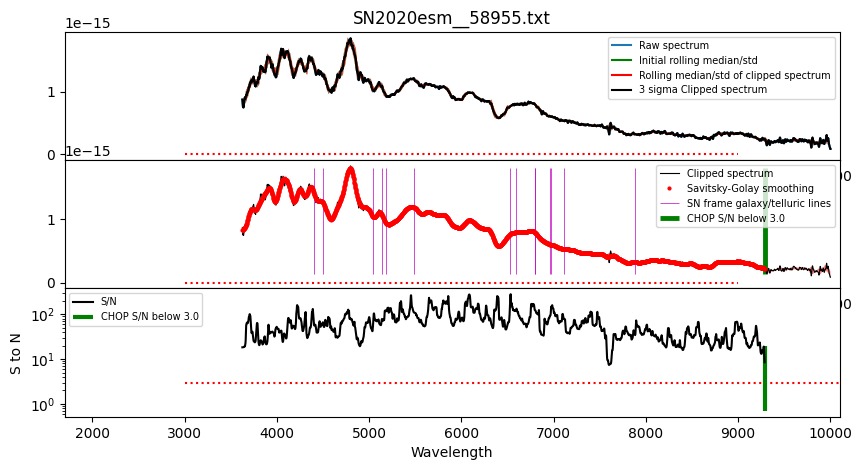 SN2020esm__58955.txt
1e−15
Raw spectrum
Initial rolling median/std
Rolling median/std of clipped spectrum
3 sigma Clipped spectrum
1
0
1e−15
Clipped spectrum
Savitsky-Golay smoothing
SN frame galaxy/telluric lines
CHOP S/N below 3.0
1
0
S/N
CHOP S/N below 3.0
S to N
10²
10¹
10⁰
2000 3000 4000 5000 6000 7000 8000 9000 10000
Wavelength